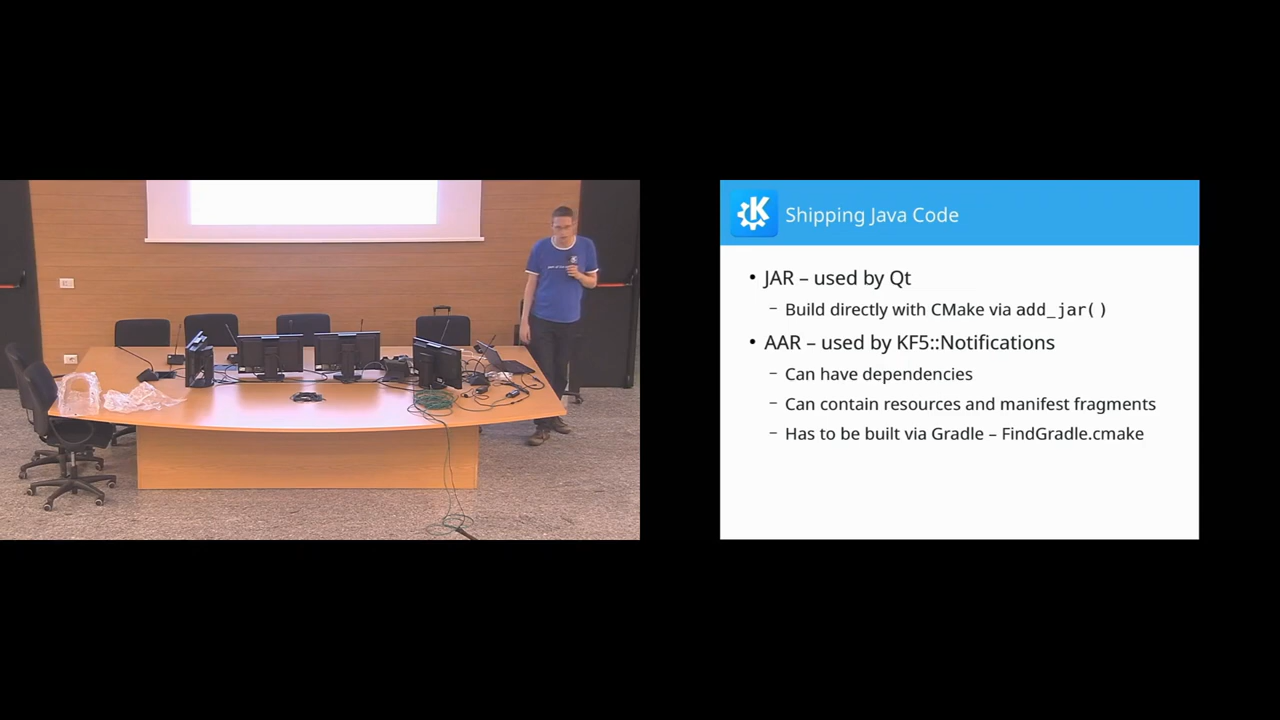 Shipping Java Code
• JAR – used by Qt
– Build directly with CMake via add_jar()
• AAR – used by KF5::Notifications
– Can have dependencies
– Can contain resources and manifest fragments
– Has to be built via Gradle – FindGradle.cmake